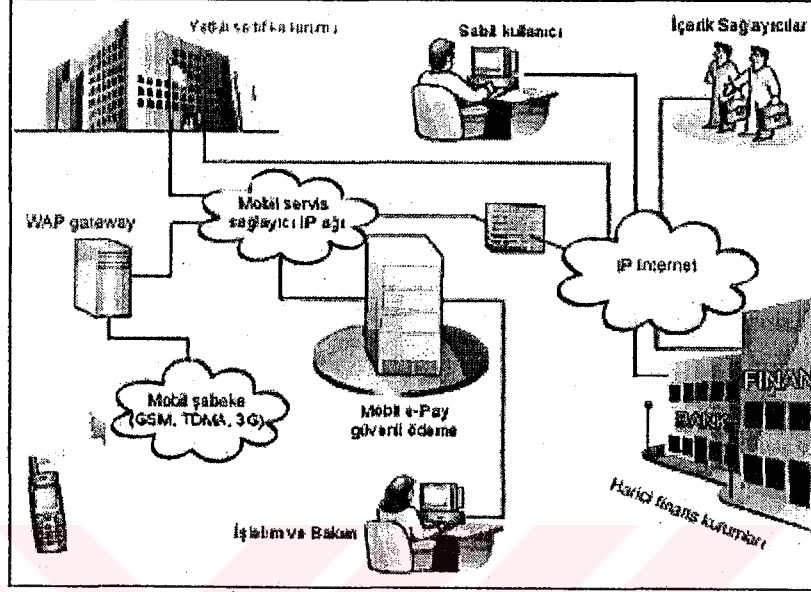 Yetkili sertifika kurumu
Sabit kullanıcı
İçerik Sağlayıcılar
Mobil servis
sağlayıcı IP ağı
WAP gateway
IP Internet
Mobil şebeke
(GSM, TDMA, 3G)
Mobil e-Pay
güvenli ödeme
BANK
FINAN
Harici finans kurumları
İşletim ve Bakım